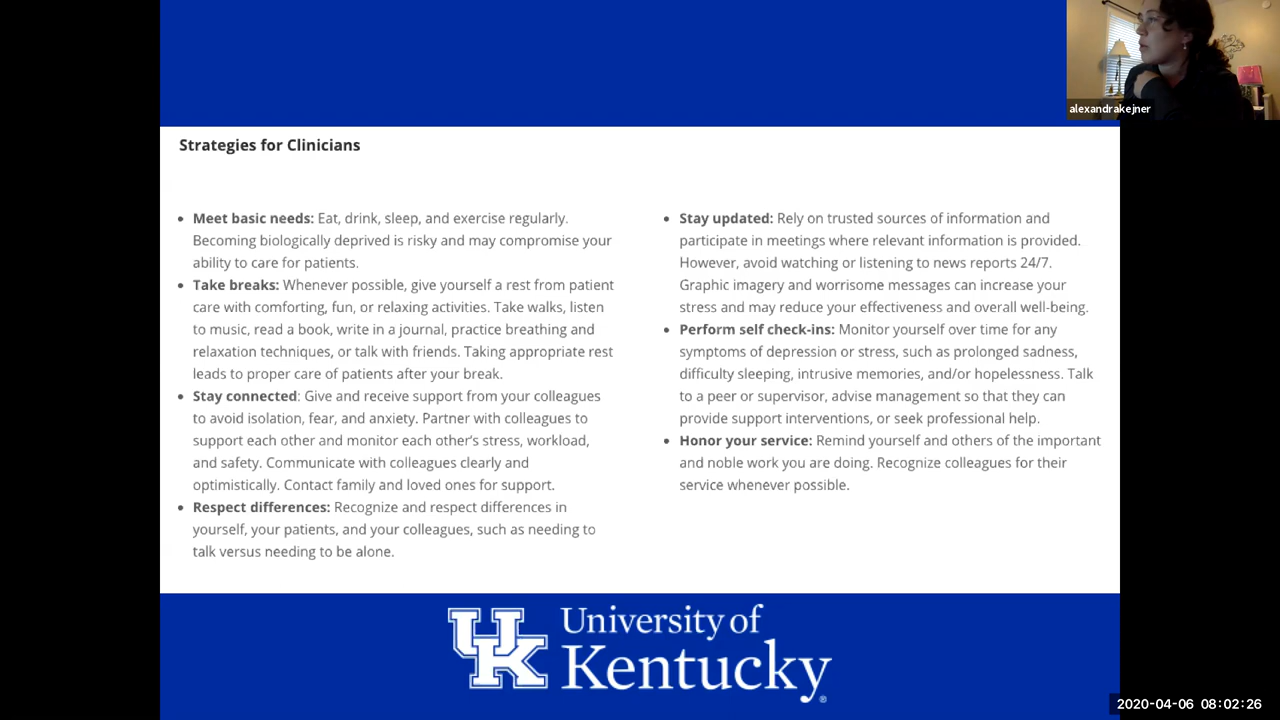 alexandrakejner
Strategies for Clinicians
• Meet basic needs: Eat, drink, sleep, and exercise regularly.
Becoming biologically deprived is risky and may compromise your
ability to care for patients.
• Take breaks: Whenever possible, give yourself a rest from patient
care with comforting, fun, or relaxing activities. Take walks, listen
to music, read a book, write in a journal, practice breathing and
relaxation techniques, or talk with friends. Taking appropriate rest
leads to proper care of patients after your break.
• Stay connected: Give and receive support from your colleagues
to avoid isolation, fear, and anxiety. Partner with colleagues to
support each other and monitor each other's stress, workload,
and safety. Communicate with colleagues clearly and
optimistically. Contact family and loved ones for support.
• Respect differences: Recognize and respect differences in
yourself, your patients, and your colleagues, such as needing to
talk versus needing to be alone.
• Stay updated: Rely on trusted sources of information and
participate in meetings where relevant information is provided.
However, avoid watching or listening to news reports 24/7.
Graphic imagery and worrisome messages can increase your
stress and may reduce your effectiveness and overall well-being.
• Perform self check-ins: Monitor yourself over time for any
symptoms of depression or stress, such as prolonged sadness,
difficulty sleeping, intrusive memories, and/or hopelessness. Talk
to a peer or supervisor, advise management so that they can
provide support interventions, or seek professional help.
• Honor your service: Remind yourself and others of the important
and noble work you are doing. Recognize colleagues for their
service whenever possible.
UK University of
Kentucky®
2020-04-06 08:02:26